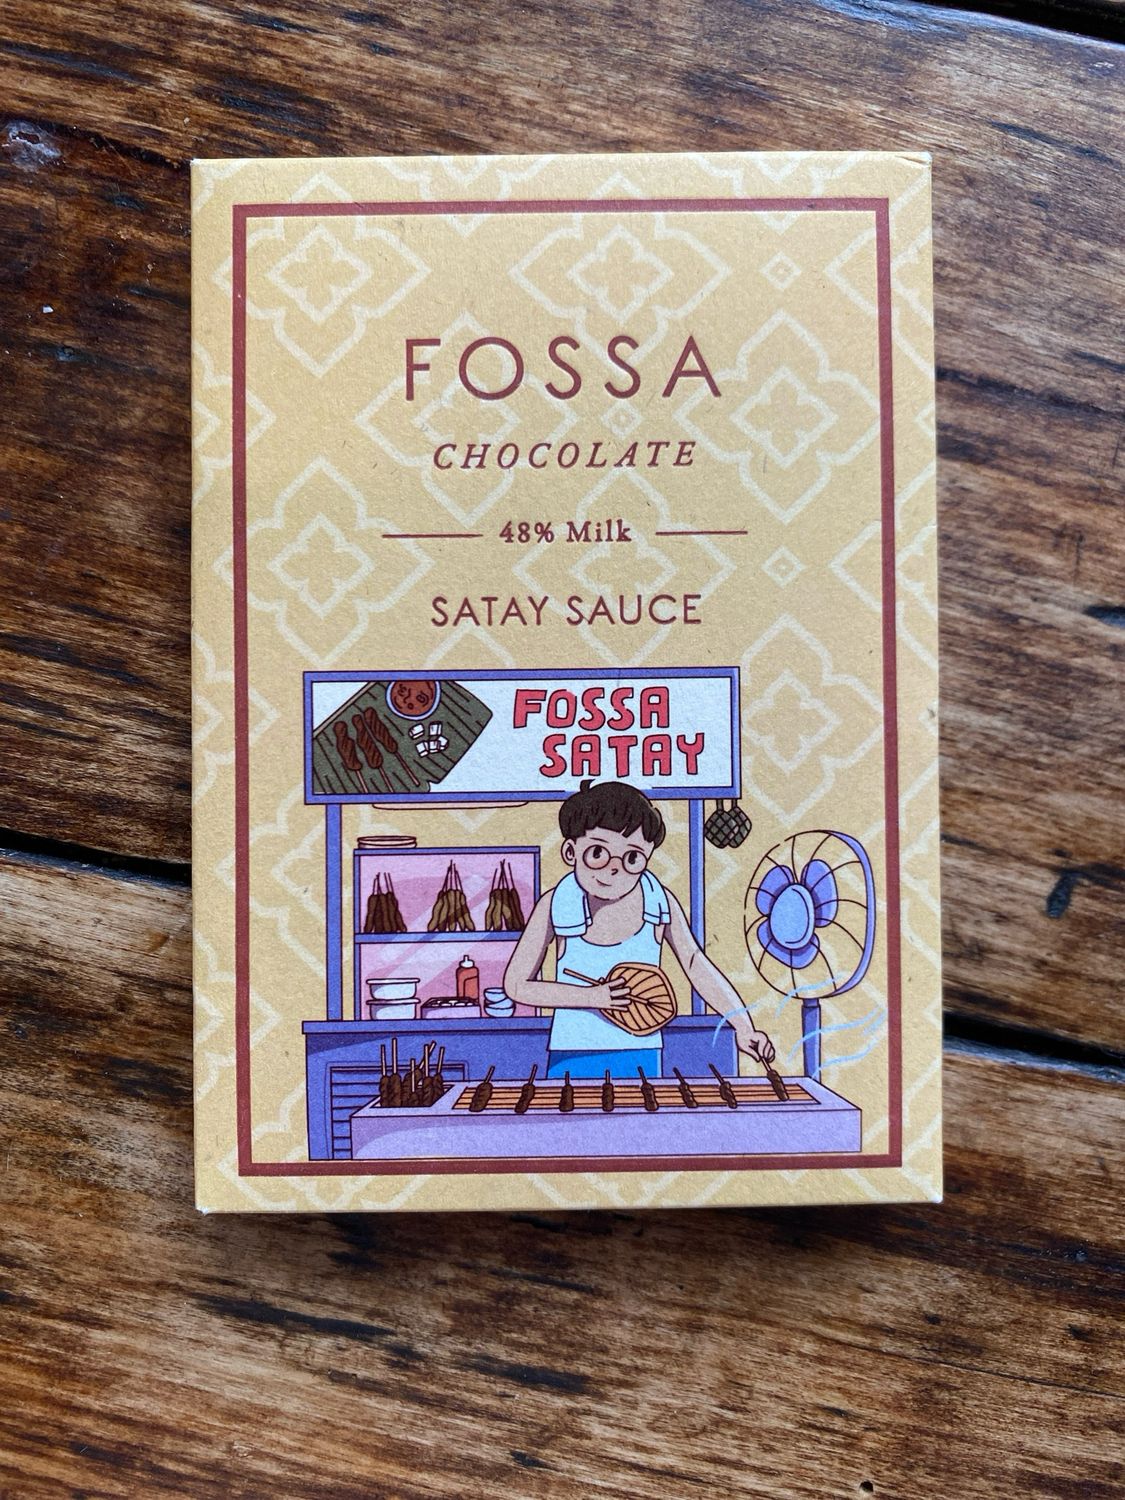 FOSSA
CHOCOLATE
48% Milk
SATAY SAUCE
FOSSA
SATAY